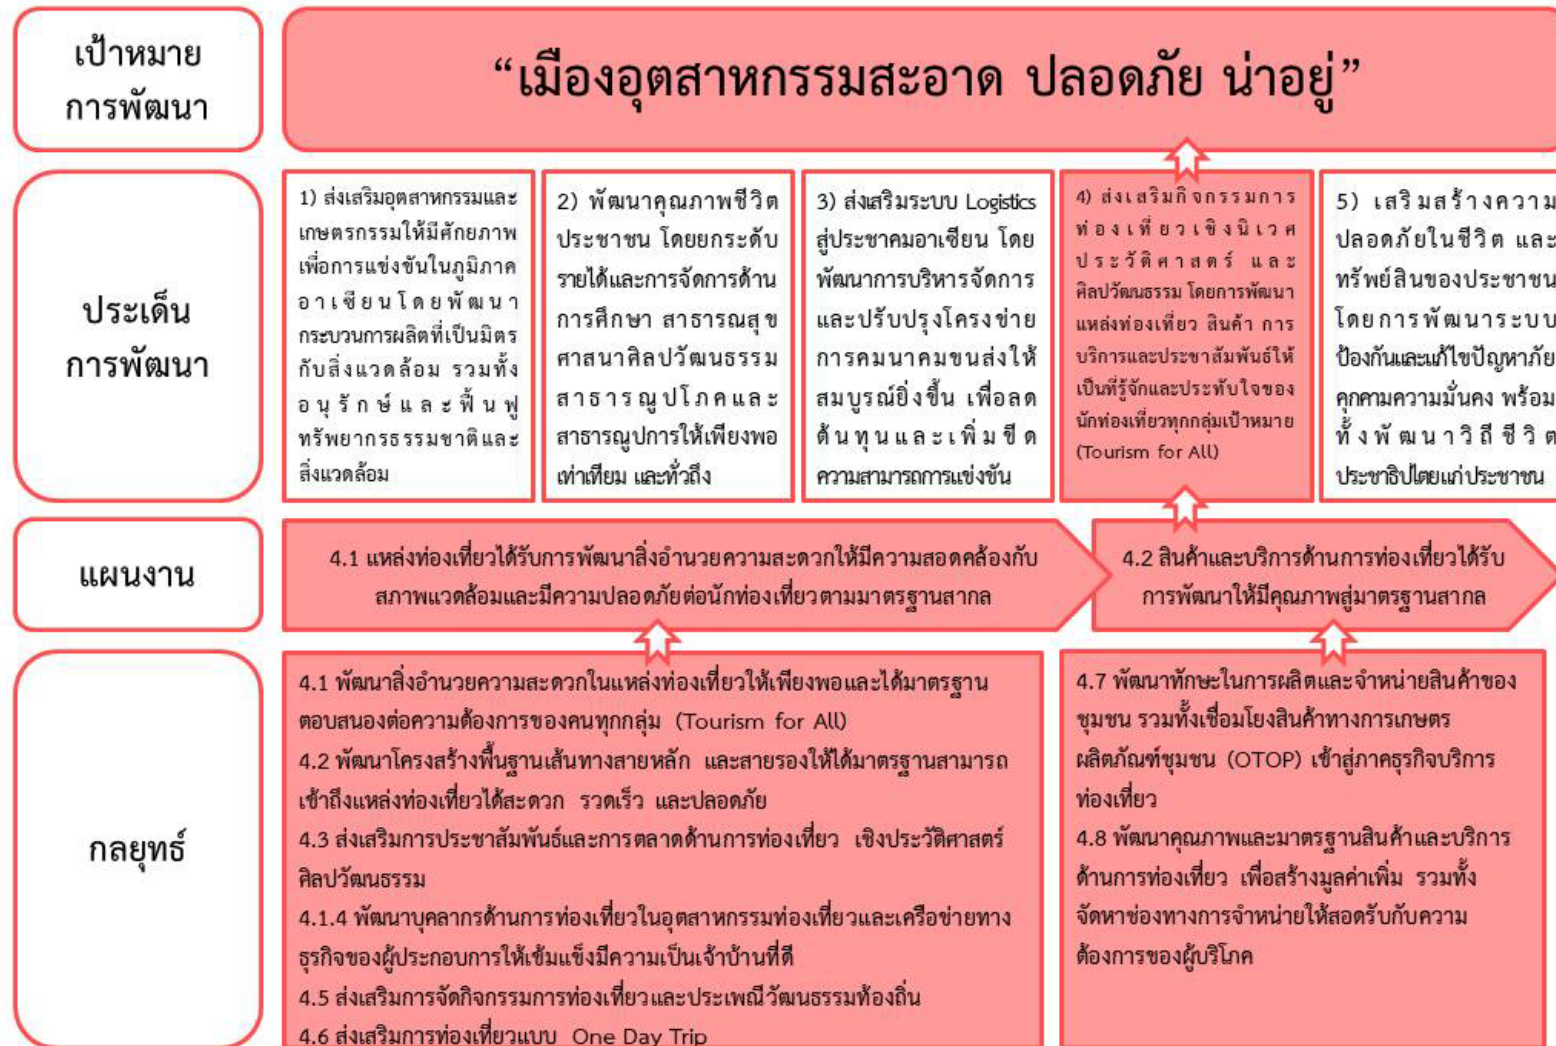 เป้าหมาย
การพัฒนา
“เมืองอุตสาหกรรมสะอาด ปลอดภัย น่าอยู่”
ประเด็น
การพัฒนา
1) ส่งเสริมอุตสาหกรรมและ
เกษตรกรรมให้มีศักยภาพ
เพื่อการแข่งขันในภูมิภาค
อาเซียนโดยพัฒนา
กระบวนการผลิตที่เป็นมิตร
กับสิ่งแวดล้อม รวมทั้ง
อนุรักษ์และฟื้นฟู
ทรัพยากรธรรมชาติและ
สิ่งแวดล้อม
2) พัฒนาคุณภาพชีวิต
ประชาชน โดยยกระดับ
รายได้และการจัดการด้าน
การศึกษา สาธารณสุข
ศาสนาศิลปวัฒนธรรม
สาธารณูปโภคและ
สาธารณูปการให้เพียงพอ
เท่าเทียม และทั่วถึง
3) ส่งเสริมระบบ Logistics
สู่ประชาคมอาเซียน โดย
พัฒนาการบริหารจัดการ
และปรับปรุงโครงข่าย
การคมนาคมขนส่งให้
สมบูรณ์ยิ่งขึ้น เพื่อลด
ต้นทุนและเพิ่มขีด
ความสามารถการแข่งขัน
4) ส่งเสริมกิจกรรมการ
ท่องเที่ยวเชิงนิเวศ
ประวัติศาสตร์ และ
ศิลปวัฒนธรรม โดยการพัฒนา
แหล่งท่องเที่ยว สินค้า การ
บริการและประชาสัมพันธ์ให้
เป็นที่รู้จักและประทับใจของ
นักท่องเที่ยวทุกกลุ่มเป้าหมาย
(Tourism for All)
5) เสริมสร้างความ
ปลอดภัยในชีวิต และ
ทรัพย์สินของประชาชน
โดยการพัฒนาระบบ
ป้องกันและแก้ไขปัญหาภัย
คุกคามความมั่นคง พร้อม
ทั้งพัฒนาวิถีชีวิต
ประชาธิปไตยแก่ประชาชน
แผนงาน
4.1 แหล่งท่องเที่ยวได้รับการพัฒนาสิ่งอำนวยความสะดวกให้มีความสอดคล้องกับ
สภาพแวดล้อมและมีความปลอดภัยต่อนักท่องเที่ยวตามมาตรฐานสากล
4.2 สินค้าและบริการด้านการท่องเที่ยวได้รับ
การพัฒนาให้มีคุณภาพสู่มาตรฐานสากล
กลยุทธ์
4.1 พัฒนาสิ่งอำนวยความสะดวกในแหล่งท่องเที่ยวให้เพียงพอและได้มาตรฐาน
ตอบสนองต่อความต้องการของคนทุกกลุ่ม (Tourism for All)
4.2 พัฒนาโครงสร้างพื้นฐานเส้นทางสายหลัก และสายรองให้ได้มาตรฐานสามารถ
เข้าถึงแหล่งท่องเที่ยวได้สะดวก รวดเร็ว และปลอดภัย
4.3 ส่งเสริมการประชาสัมพันธ์และการตลาดด้านการท่องเที่ยว เชิงประวัติศาสตร์
ศิลปวัฒนธรรม
4.1.4 พัฒนาบุคลากรด้านการท่องเที่ยวในอุตสาหกรรมท่องเที่ยวและเครือข่ายทาง
ธุรกิจของผู้ประกอบการให้เข้มแข็งมีความเป็นเจ้าบ้านที่ดี
4.5 ส่งเสริมการจัดกิจกรรมการท่องเที่ยวและประเพณีวัฒนธรรมท้องถิ่น
4.6 ส่งเสริมการท่องเที่ยวแบบ One Day Trip
4.7 พัฒนาทักษะในการผลิตและจำหน่ายสินค้าของ
ชุมชน รวมทั้งเชื่อมโยงสินค้าทางการเกษตร
ผลิตภัณฑ์ชุมชน (OTOP) เข้าสู่ภาคธุรกิจบริการ
ท่องเที่ยว
4.8 พัฒนาคุณภาพและมาตรฐานสินค้าและบริการ
ด้านการท่องเที่ยว เพื่อสร้างมูลค่าเพิ่ม รวมทั้ง
จัดหาช่องทางการจำหน่ายให้สอดรับกับความ
ต้องการของผู้บริโภค